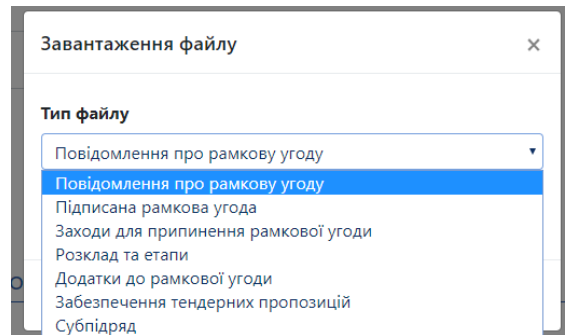 Завантаження файлу ×
Тип файлу
Повідомлення про рамкову угоду
Повідомлення про рамкову угоду
Підписана рамкова угода
Заходи для припинення рамкової угоди
Розклад та етапи
Додатки до рамкової угоди
Забезпечення тендерних пропозицій
Субпідряд